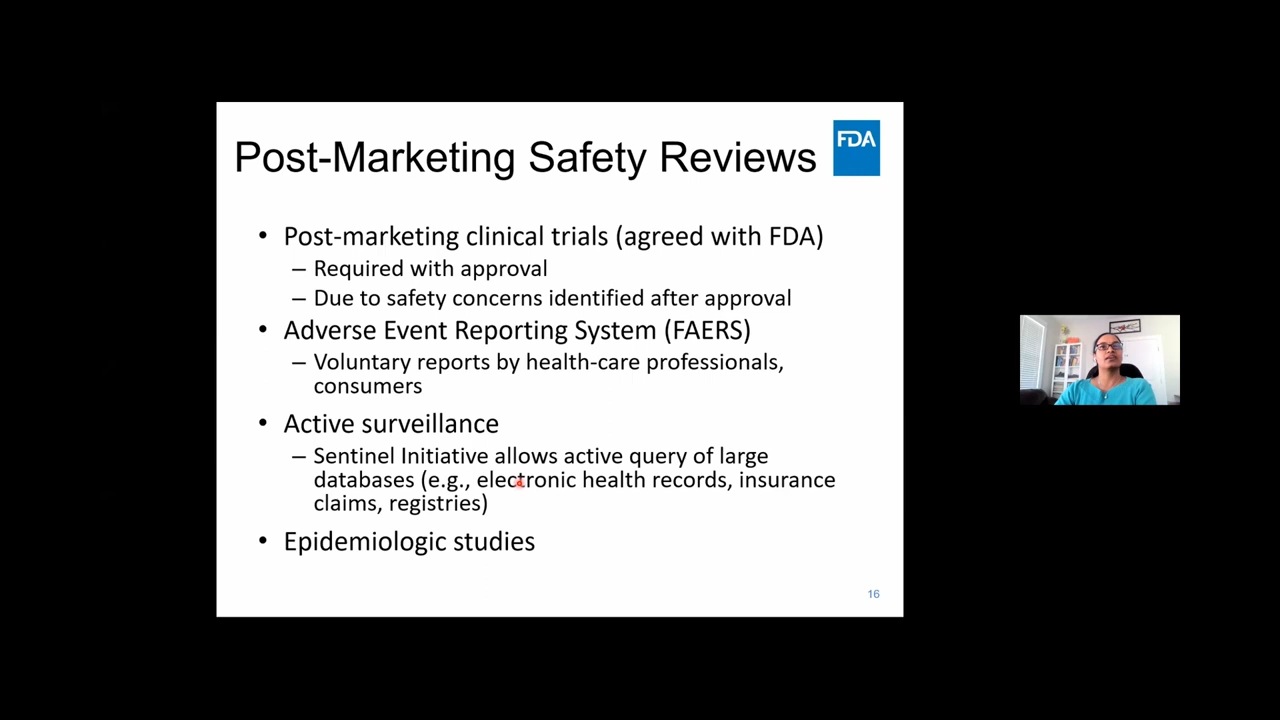 Post-Marketing Safety Reviews
FDA
• Post-marketing clinical trials (agreed with FDA)
– Required with approval
– Due to safety concerns identified after approval
• Adverse Event Reporting System (FAERS)
– Voluntary reports by health-care professionals,
consumers
• Active surveillance
– Sentinel Initiative allows active query of large
databases (e.g., electronic health records, insurance
claims, registries)
• Epidemiologic studies
16